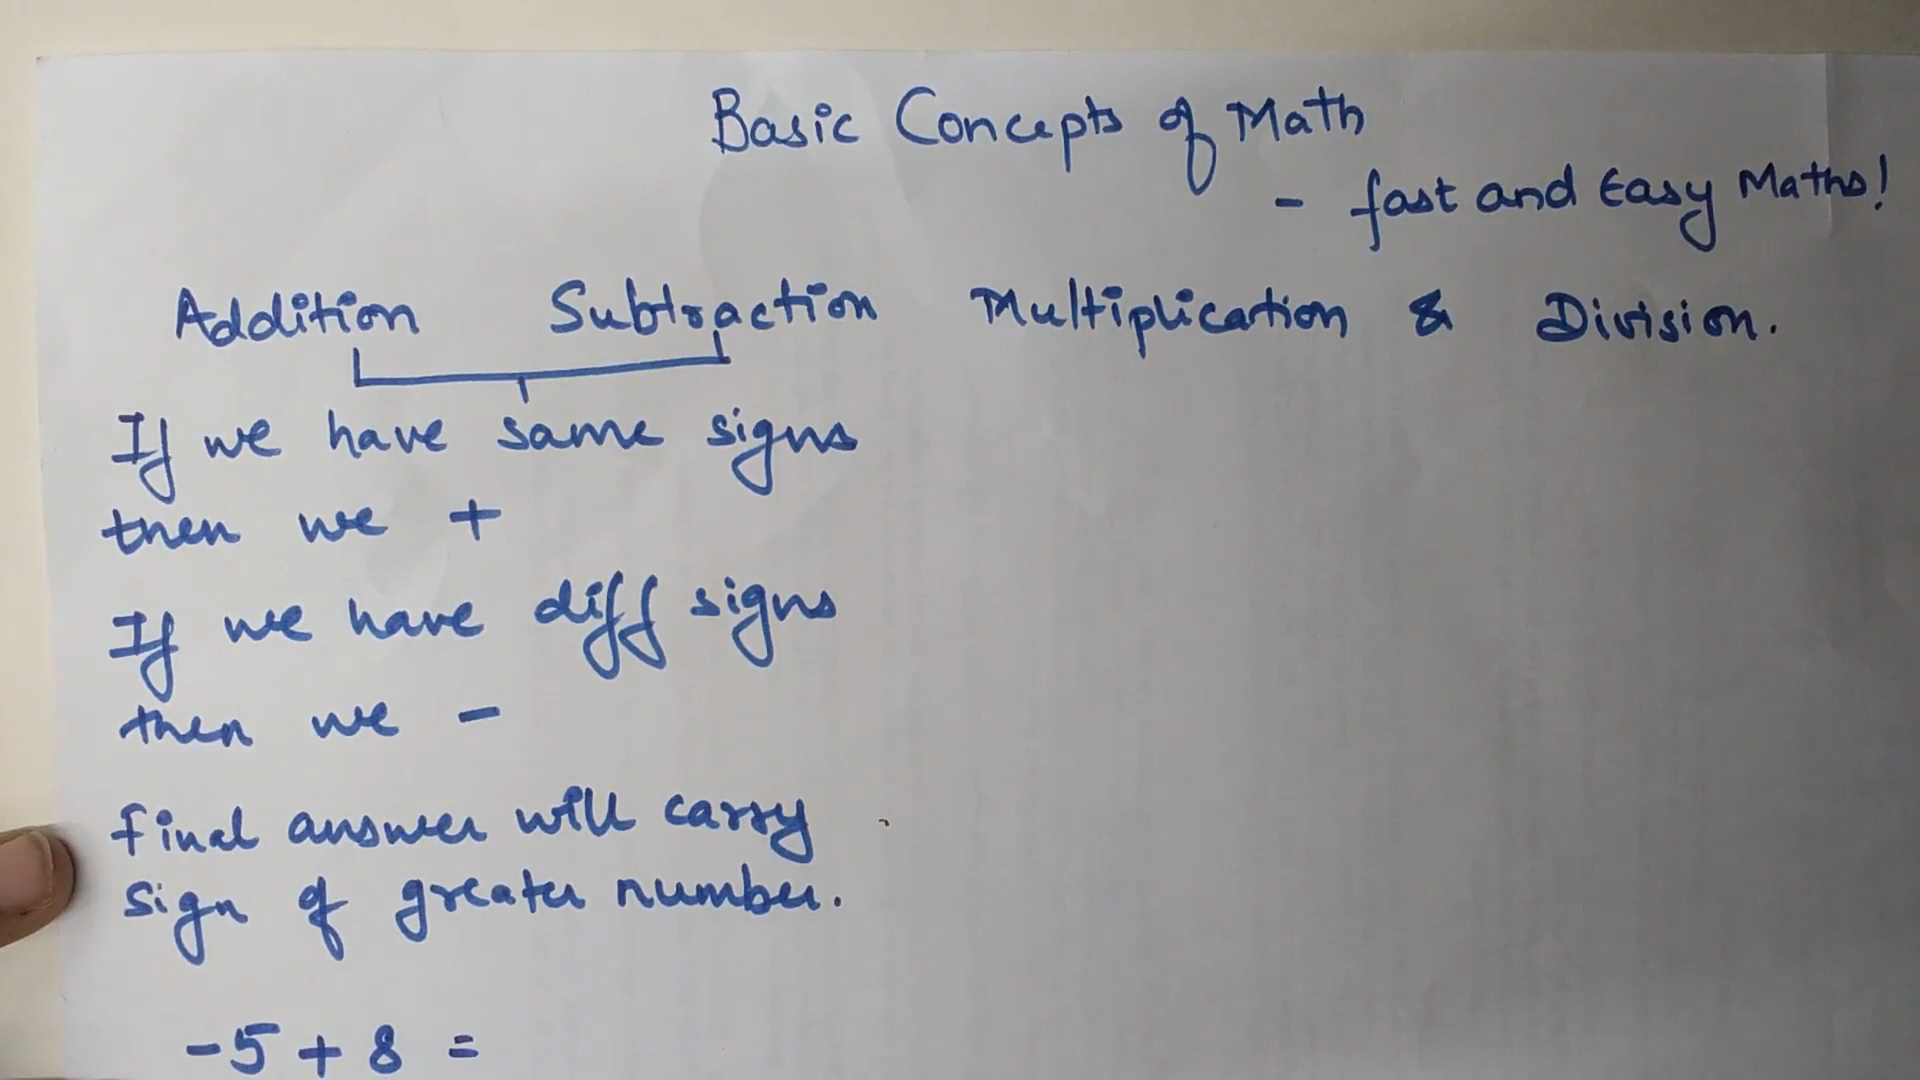 Basic Concepts of Math
- fast and Easy Maths!
Addition Subtraction Multiplication & Division.
If we have same signs
then we +
If we have diff signs
then we -
Final answer will carry
sign of greater number.
-5 + 8 =